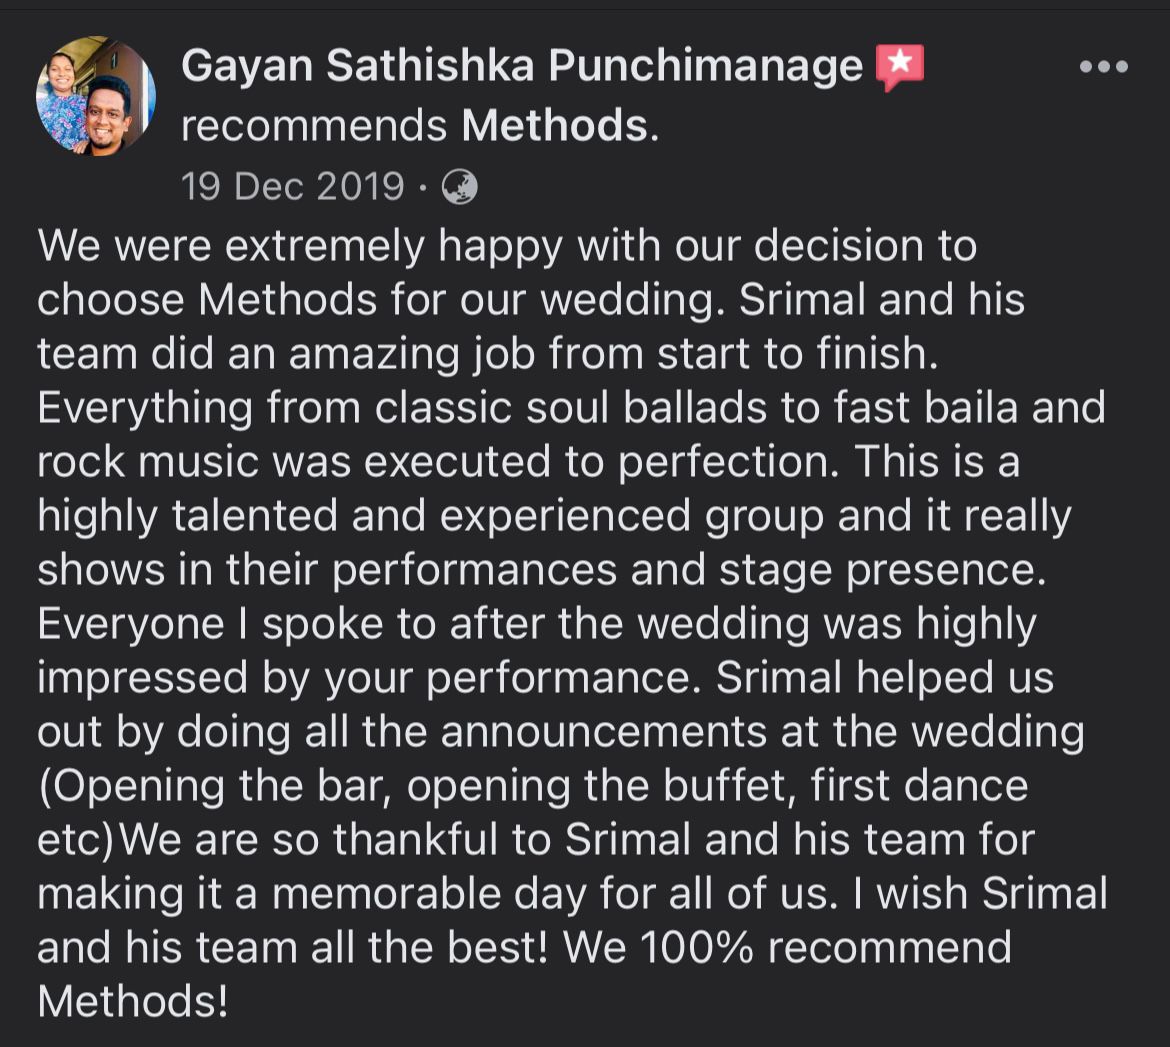 Gayan Sathishka Punchimanage
recommends Methods.
19 Dec 2019 ·
We were extremely happy with our decision to
choose Methods for our wedding. Srimal and his
team did an amazing job from start to finish.
Everything from classic soul ballads to fast baila and
rock music was executed to perfection. This is a
highly talented and experienced group and it really
shows in their performances and stage presence.
Everyone I spoke to after the wedding was highly
impressed by your performance. Srimal helped us
out by doing all the announcements at the wedding
(Opening the bar, opening the buffet, first dance
etc)We are so thankful to Srimal and his team for
making it a memorable day for all of us. I wish Srimal
and his team all the best! We 100% recommend
Methods!